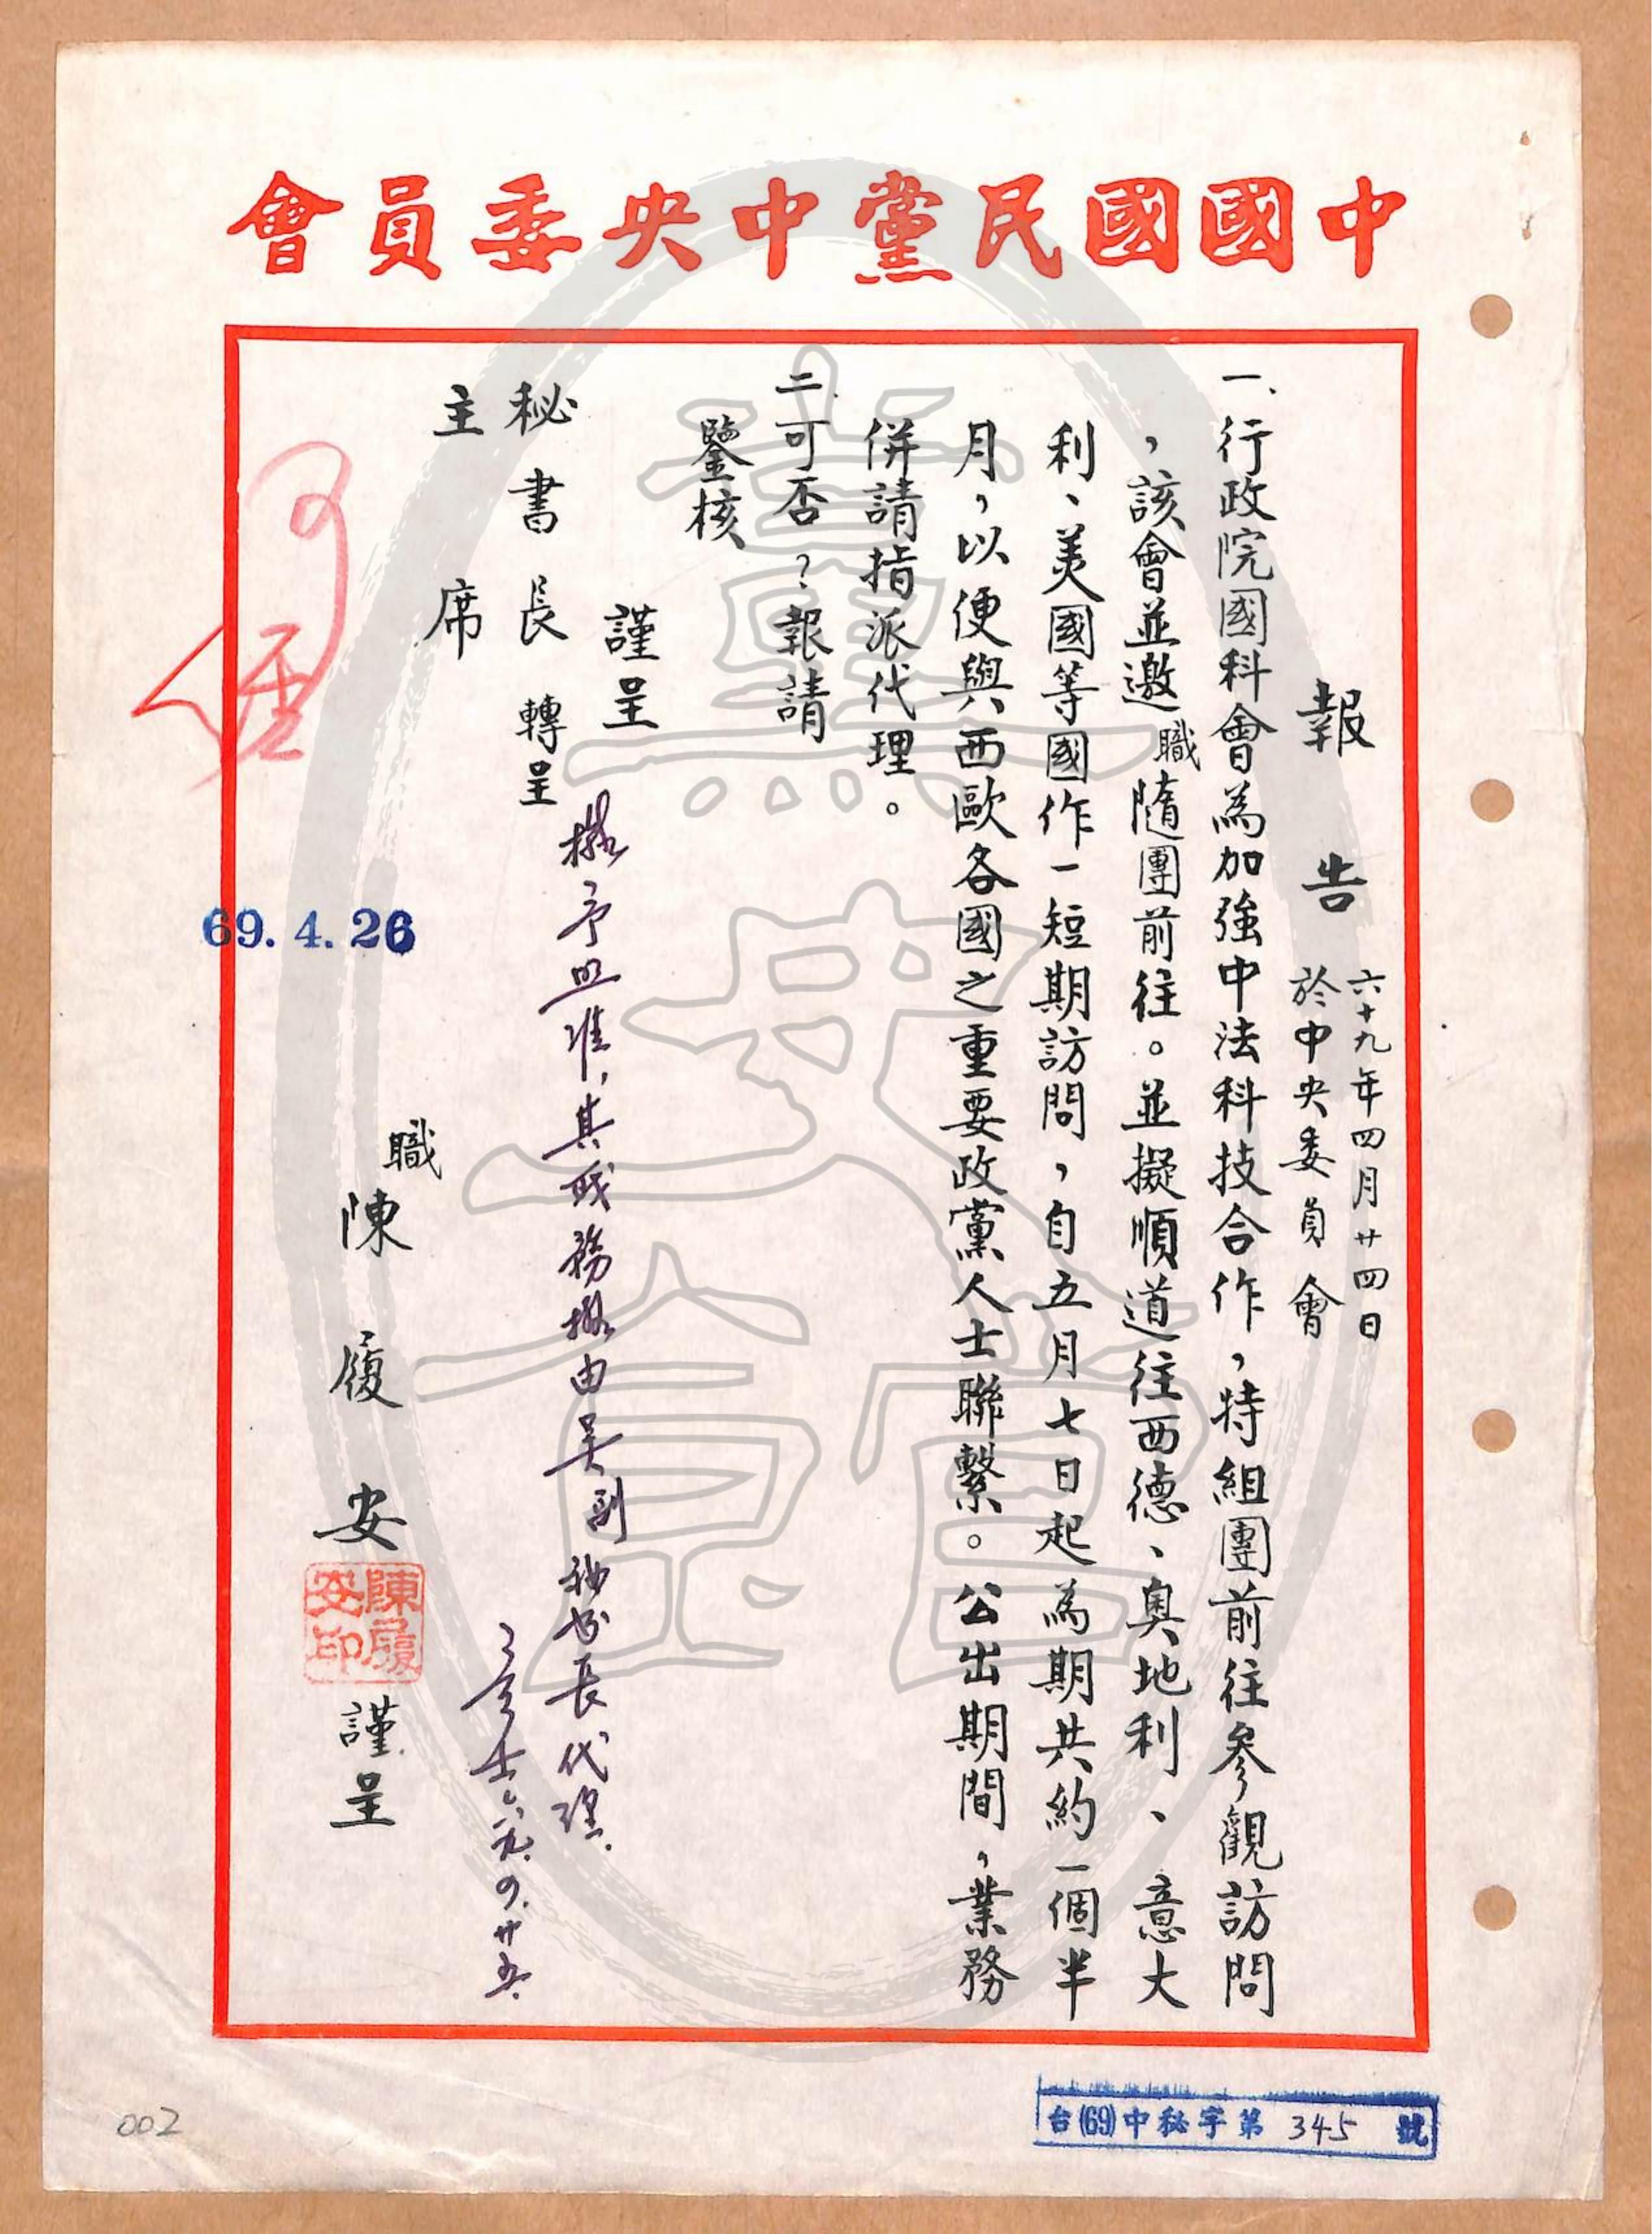 中國國民黨中央委員會
報告 六十九年四月廿四日
於中央委員會
一、行政院國科會為加強中法科技合作，特組團前往參觀訪問
，該會並邀職隨團前往。並擬順道往西德、奧地利、意大
利、美國等國作一短期訪問，自五月七日起為期共約一個半
月，以便與西歐各國之重要政黨人士聯繫。公出期間，業務
併請指派代理。
二、可否？報請
鑒核
謹呈
秘書長 轉呈
主席
擬予照准，其職務擬由吳副秘書長代理.
六九.四.廿五.
職陳履安 謹呈
陳履安印
可
69.4.26
台(69)中秘字第 345 號
002
黨史館